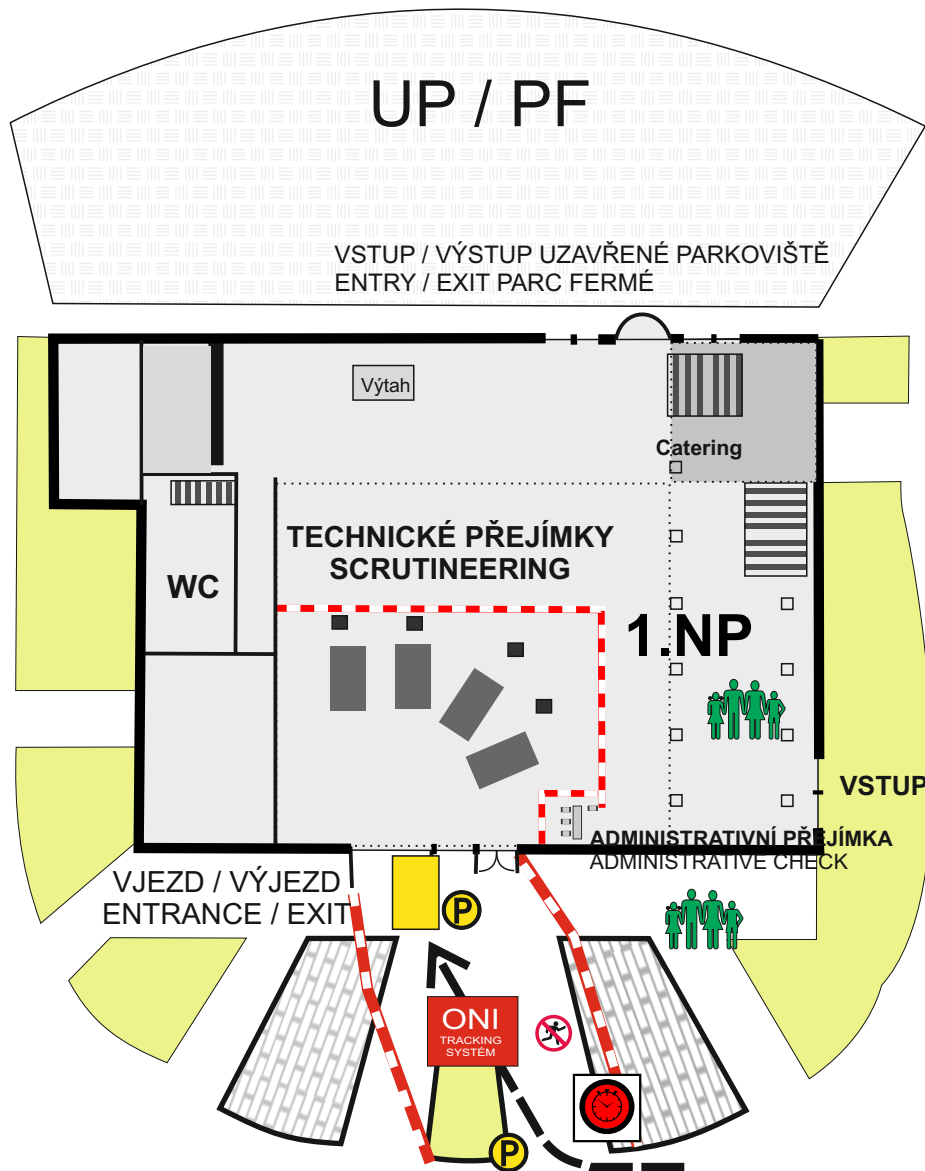 UP / PF
VSTUP / VÝSTUP UZAVŘENÉ PARKOVIŠTĚ
ENTRY / EXIT PARC FERMÉ
Výtah
Catering
TECHNICKÉ PŘEJÍMKY
SCRUTINEERING
WC
1.NP
VSTUP
ADMINISTRATIVNÍ PŘEJÍMKA
ADMINISTRATIVE CHECK
VJEZD / VÝJEZD
ENTRANCE / EXIT
P
ONI
TRACKING
SYSTÉM
P